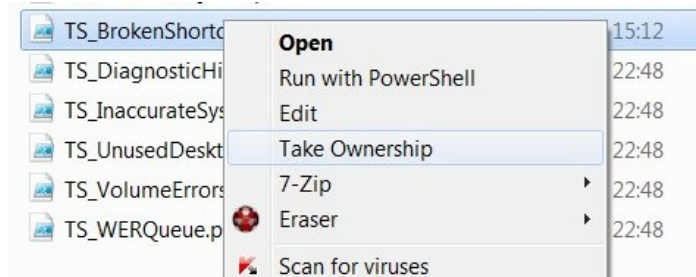 TS_BrokenShortc
15:12
Open
TS_DiagnosticHi
22:48
Run with PowerShell
TS_InaccurateSys
Edit
22:48
TS_UnusedDeskt
Take Ownership
22:48
TS_VolumeErrors
7-Zip
22:48
TS_WERQueue.p
Eraser
22:48
Scan for viruses